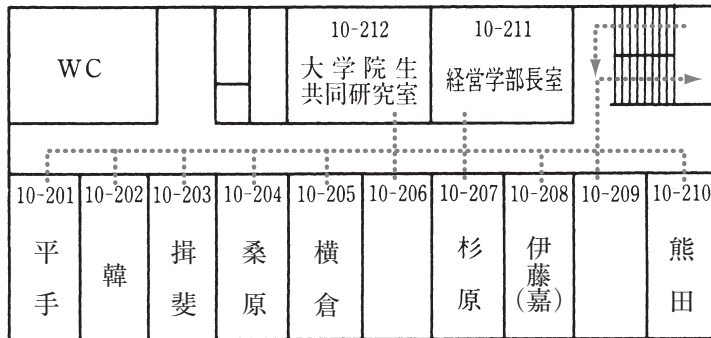 WC
10-212
大学院生
共同研究室
10-211
経営学部長室
10-201
平手
10-202
韓
10-203
揖斐
10-204
桑原
10-205
横倉
10-206
10-207
杉原
10-208
伊藤(嘉)
10-209
10-210
熊田